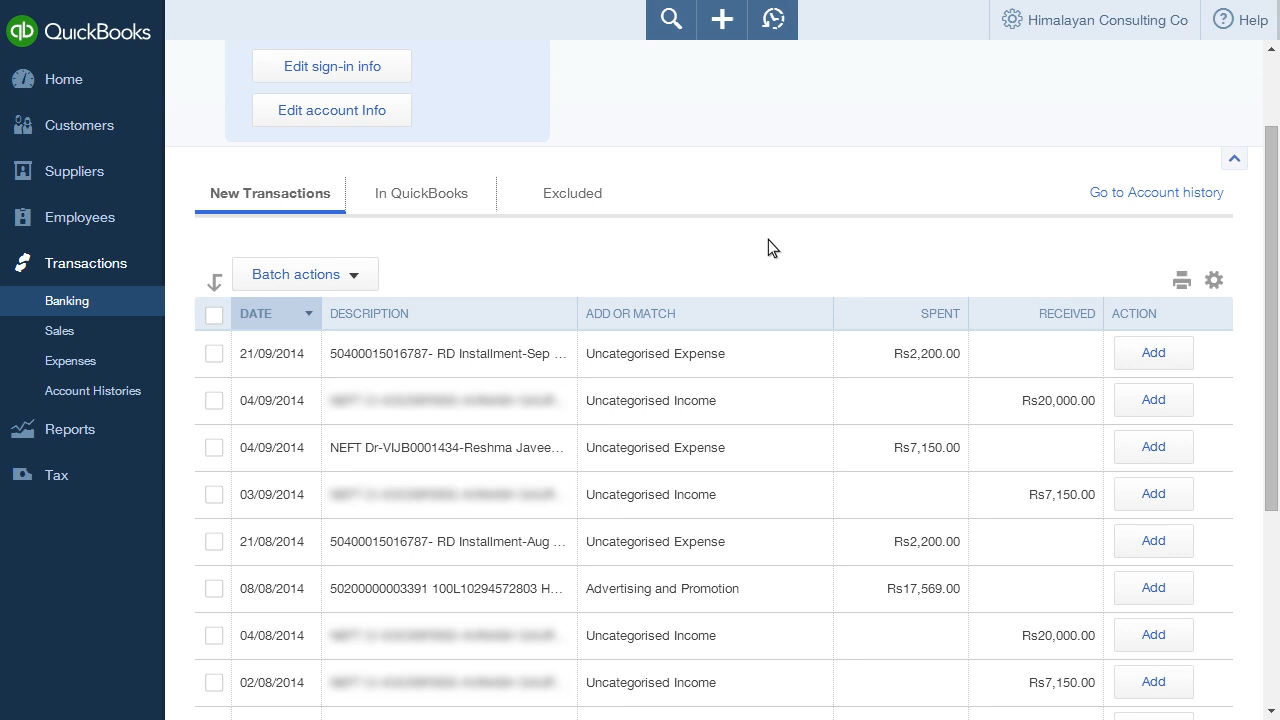 qb QuickBooks
Himalayan Consulting Co
Help
Home
Customers
Suppliers
Employees
Transactions
Banking
Sales
Expenses
Account Histories
Reports
Tax
Edit sign-in info
Edit account Info
New Transactions
In QuickBooks
Excluded
Go to Account history
Batch actions
DATE DESCRIPTION ADD OR MATCH SPENT RECEIVED ACTION
21/09/2014 50400015016787- RD Installment-Sep ... Uncategorised Expense Rs2,200.00 Add
04/09/2014 Uncategorised Income Rs20,000.00 Add
04/09/2014 NEFT Dr-VIJB0001434-Reshma Javee... Uncategorised Expense Rs7,150.00 Add
03/09/2014 Uncategorised Income Rs7,150.00 Add
21/08/2014 50400015016787- RD Installment-Aug ... Uncategorised Expense Rs2,200.00 Add
08/08/2014 50200000003391 100L10294572803 H... Advertising and Promotion Rs17,569.00 Add
04/08/2014 Uncategorised Income Rs20,000.00 Add
02/08/2014 Uncategorised Income Rs7,150.00 Add